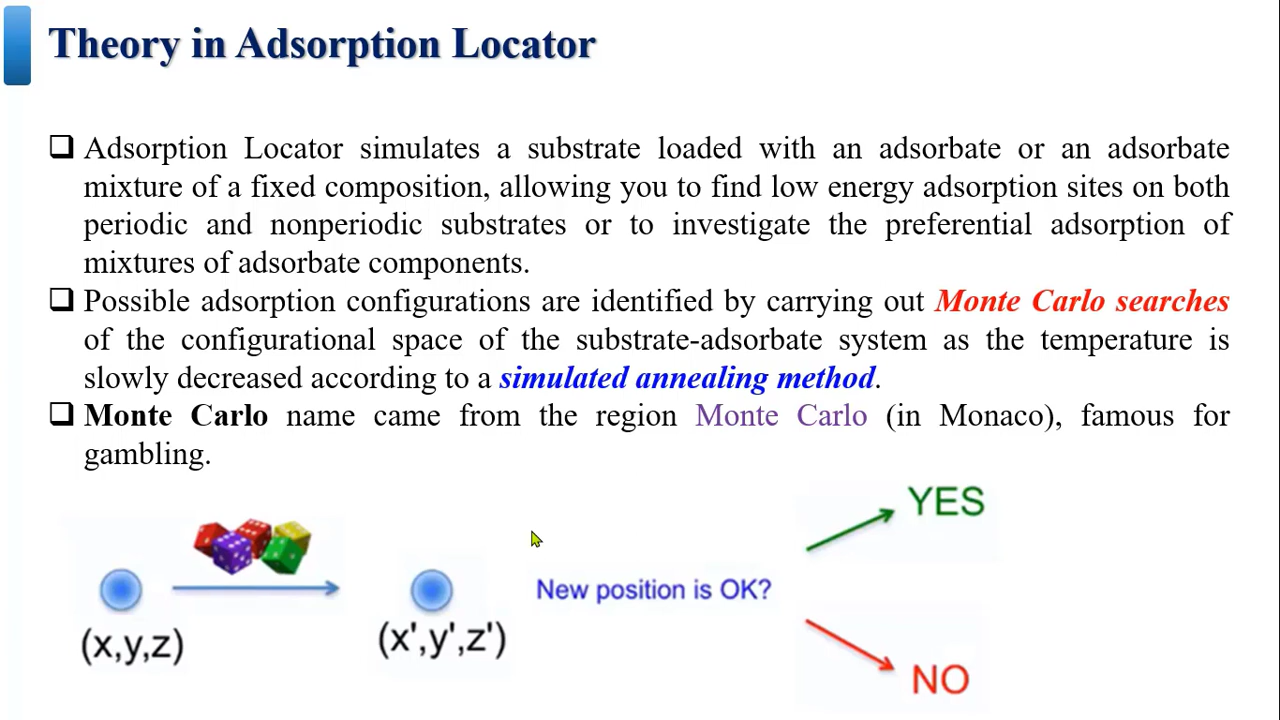 Theory in Adsorption Locator
Adsorption Locator simulates a substrate loaded with an adsorbate or an adsorbate
mixture of a fixed composition, allowing you to find low energy adsorption sites on both
periodic and nonperiodic substrates or to investigate the preferential adsorption of
mixtures of adsorbate components.
Possible adsorption configurations are identified by carrying out Monte Carlo searches
of the configurational space of the substrate-adsorbate system as the temperature is
slowly decreased according to a simulated annealing method.
Monte Carlo name came from the region Monte Carlo (in Monaco), famous for
gambling.
YES
New position is OK?
(x,y,z)
(x',y',z')
NO